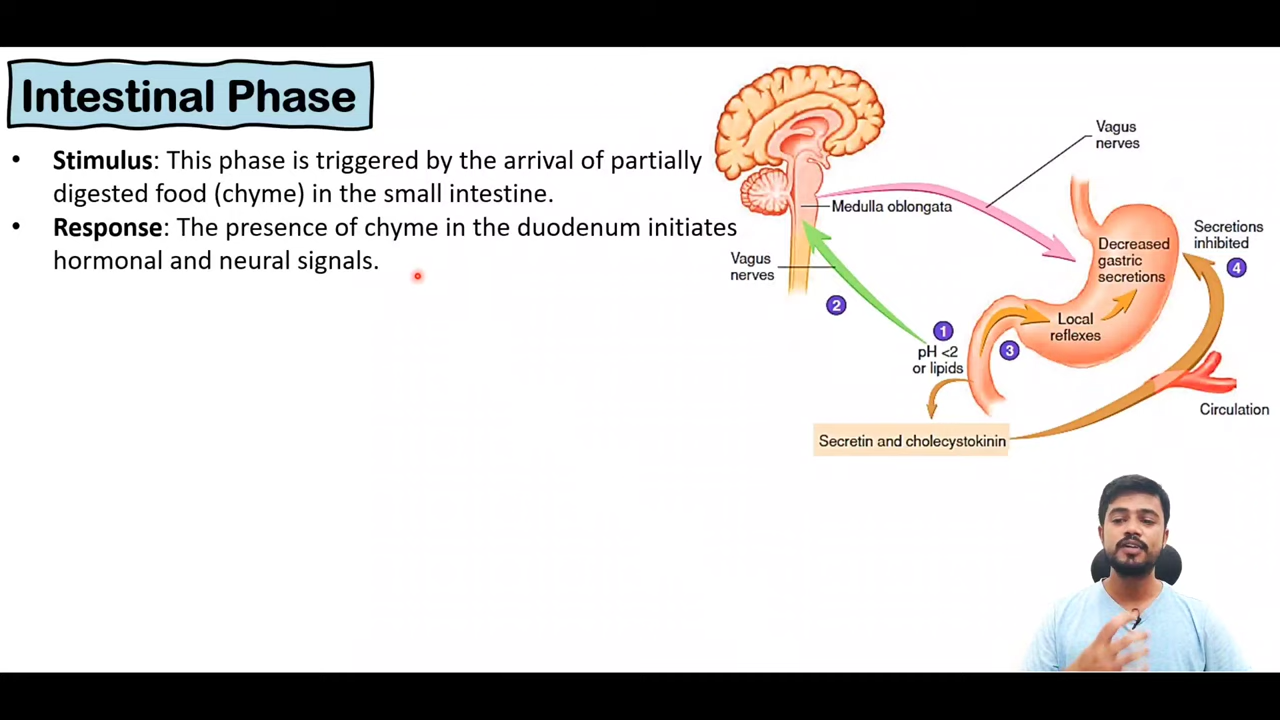 Intestinal Phase
• Stimulus: This phase is triggered by the arrival of partially
digested food (chyme) in the small intestine.
• Response: The presence of chyme in the duodenum initiates
hormonal and neural signals.
Vagus
nerves
Medulla oblongata
Vagus
nerves
2
Decreased
gastric
secretions
Secretions
inhibited
4
1
pH <2
or lipids
3
Local
reflexes
Circulation
Secretin and cholecystokinin